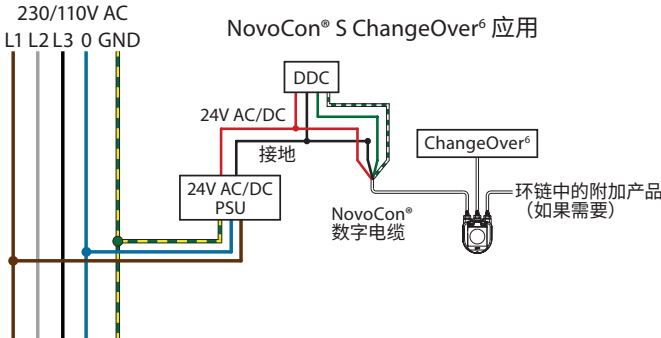 230/110V AC
L1 L2 L3 0 GND
NovoCon® S ChangeOver⁶ 应用
DDC
24V AC/DC
接地
ChangeOver⁶
24V AC/DC
PSU
NovoCon®
数字电缆
环链中的附加产品
（如果需要）